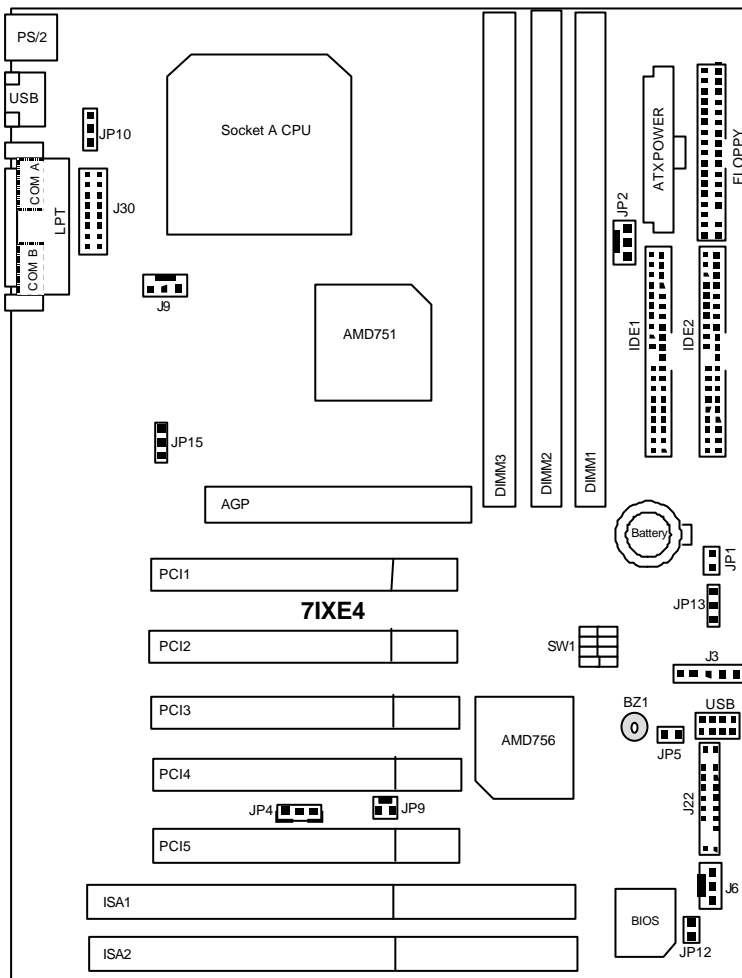 PS/2
USB
JP10
COM A
LPT
COM B
J30
Socket A CPU
ATXPOWER
FLOPPY
JP2
J9
AMD751
IDE1
IDE2
JP15
DIMM3
DIMM2
DIMM1
AGP
Battery
JP1
PCI1
7IXE4
JP13
PCI2
SW1
J3
PCI3
BZ1
USB
AMD756
JP5
PCI4
J22
JP4
JP9
PCI5
J6
ISA1
BIOS
ISA2
JP12